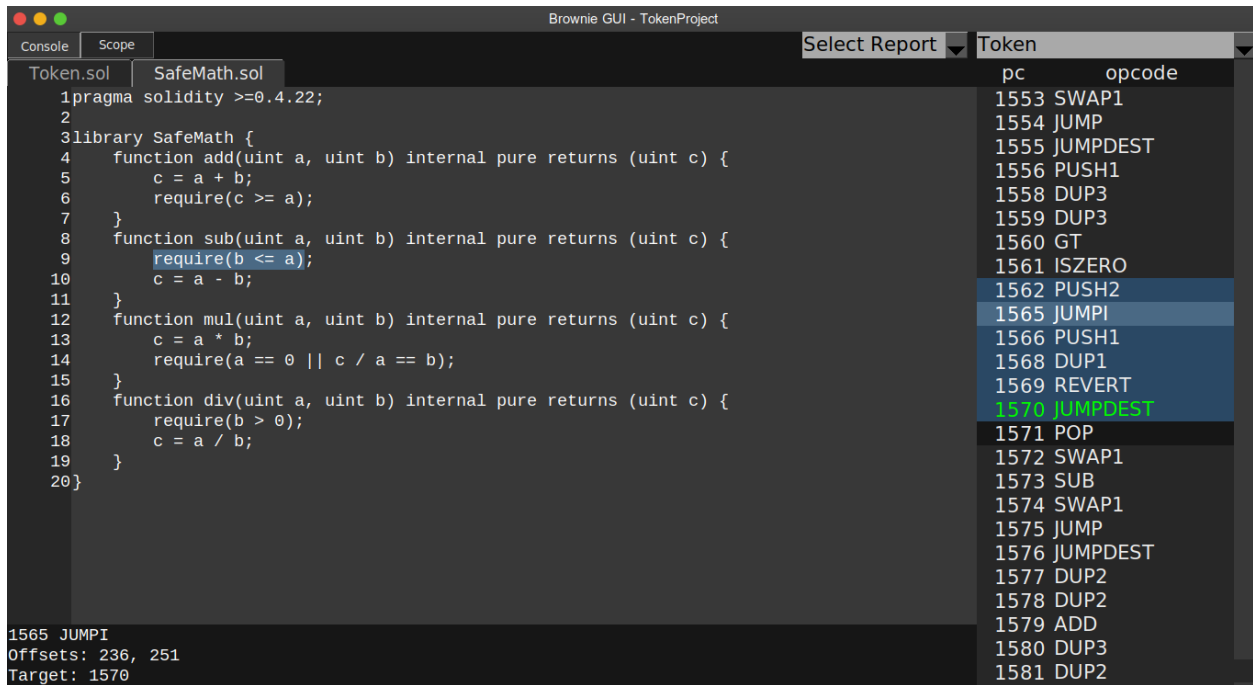 Brownie GUI - TokenProject
Console Scope Select Report Token
Token.sol SafeMath.sol pc opcode
1pragma solidity >=0.4.22;
2
3library SafeMath {
4    function add(uint a, uint b) internal pure returns (uint c) {
5        c = a + b;
6        require(c >= a);
7    }
8    function sub(uint a, uint b) internal pure returns (uint c) {
9        require(b <= a);
10        c = a - b;
11    }
12    function mul(uint a, uint b) internal pure returns (uint c) {
13        c = a * b;
14        require(a == 0 || c / a == b);
15    }
16    function div(uint a, uint b) internal pure returns (uint c) {
17        require(b > 0);
18        c = a / b;
19    }
20}
1553 SWAP1
1554 JUMP
1555 JUMPDEST
1556 PUSH1
1558 DUP3
1559 DUP3
1560 GT
1561 ISZERO
1562 PUSH2
1565 JUMPI
1566 PUSH1
1568 DUP1
1569 REVERT
1570 JUMPDEST
1571 POP
1572 SWAP1
1573 SUB
1574 SWAP1
1575 JUMP
1576 JUMPDEST
1577 DUP2
1578 DUP2
1579 ADD
1580 DUP3
1581 DUP2
1565 JUMPI
Offsets: 236, 251
Target: 1570